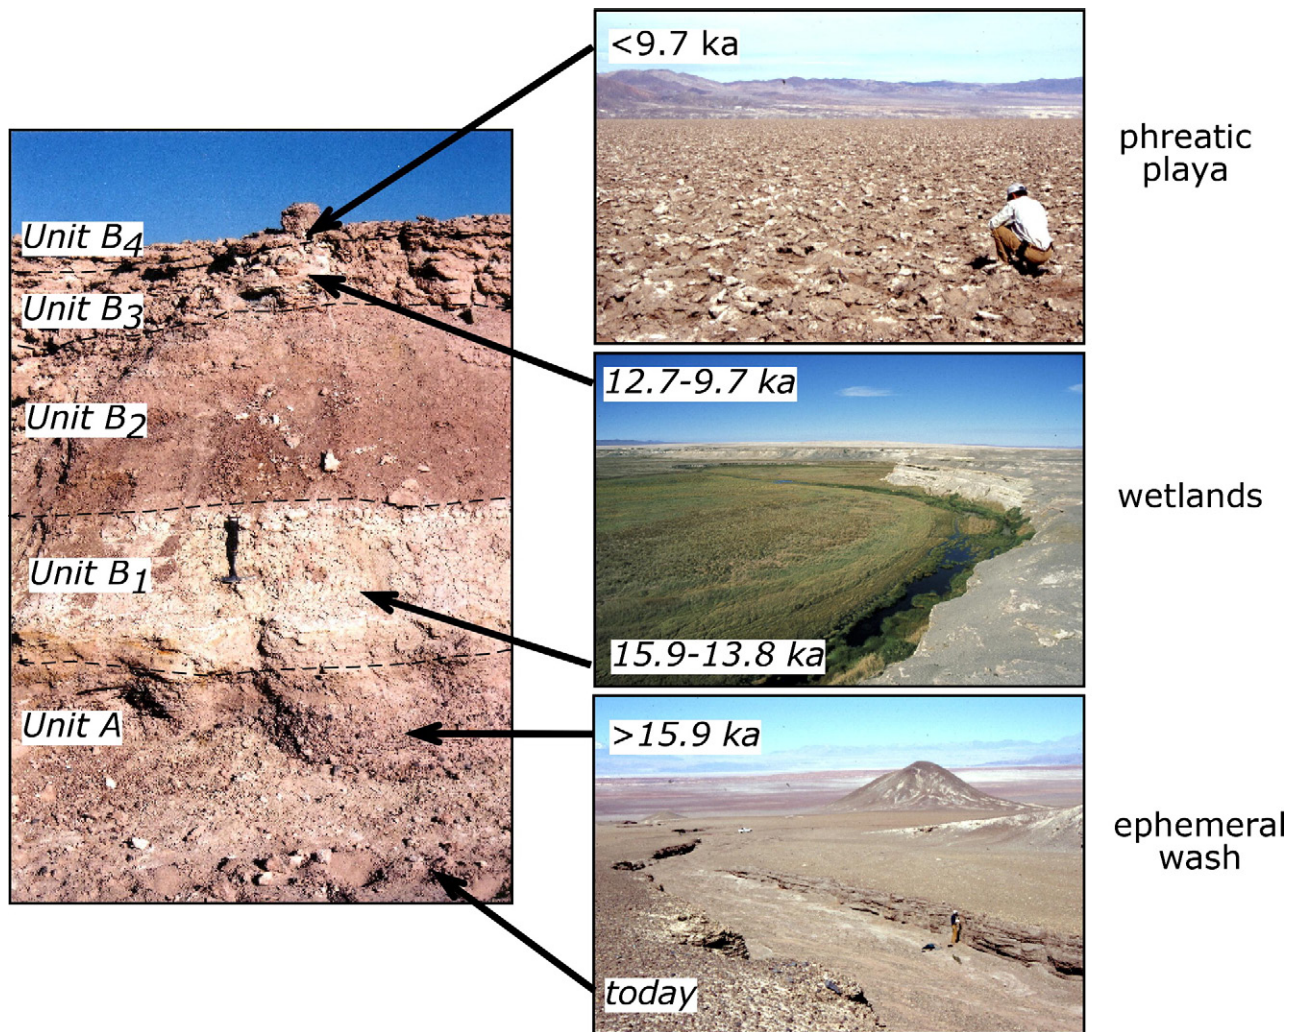 <9.7 ka
phreatic
playa
Unit B4
Unit B3
12.7-9.7 ka
Unit B2
wetlands
Unit B1
15.9-13.8 ka
Unit A
>15.9 ka
ephemeral
wash
today